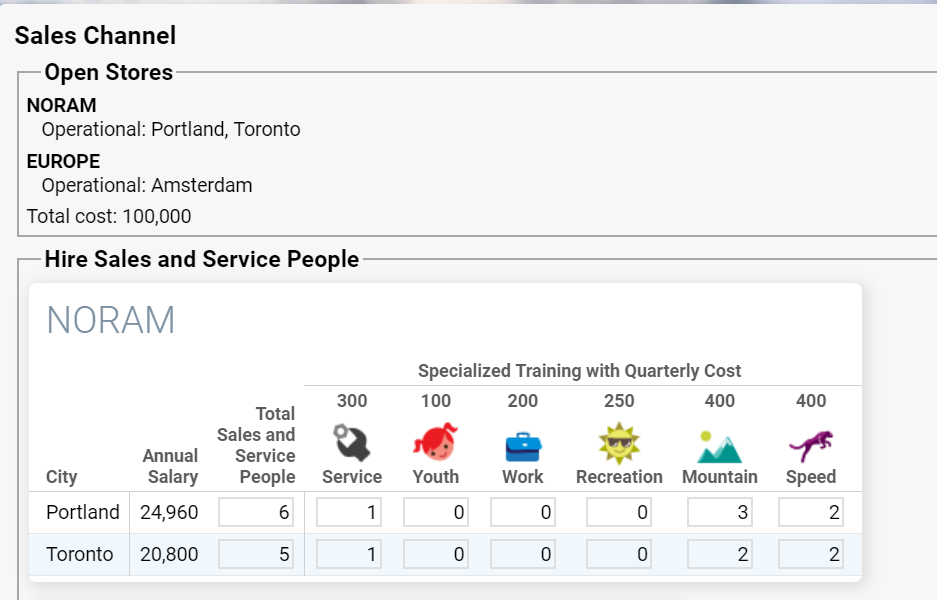 Sales Channel
Open Stores
NORAM
Operational: Portland, Toronto
EUROPE
Operational: Amsterdam
Total cost: 100,000
Hire Sales and Service People
NORAM
Specialized Training with Quarterly Cost
300 100 200 250 400 400
City Annual Salary Total Sales and Service People Service Youth Work Recreation Mountain Speed
Portland 24,960 6 1 0 0 0 3 2
Toronto 20,800 5 1 0 0 0 2 2